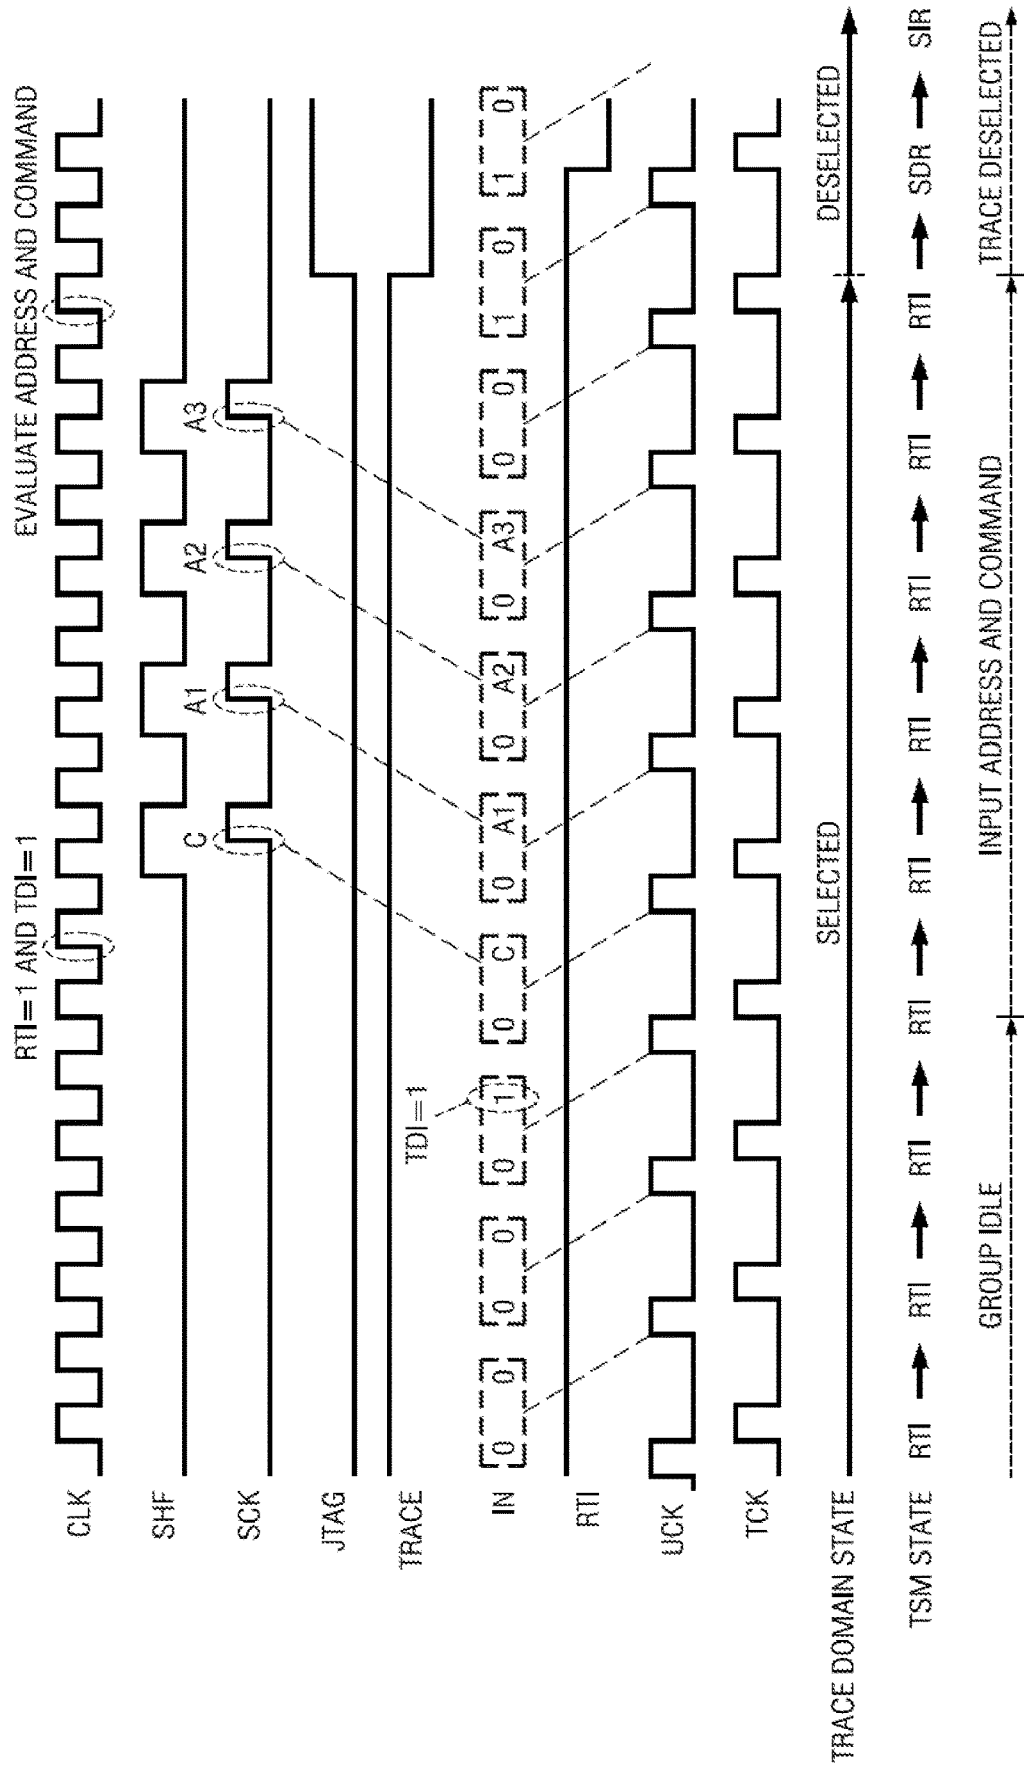 RTI=1 AND TDI=1 EVALUATE ADDRESS AND COMMAND
CLK
SHF
C A1 A2 A3
SCK
JTAG
TRACE
TDI=1
IN 0 0 0 0 0 1 0 C 0 A1 0 A2 0 A3 0 0 1 0 1 0
RTI
UCK
TCK
SELECTED DESELECTED
TRACE DOMAIN STATE
TSM STATE RTI RTI RTI RTI RTI RTI RTI RTI RTI SDR SIR
GROUP IDLE INPUT ADDRESS AND COMMAND TRACE DESELECTED